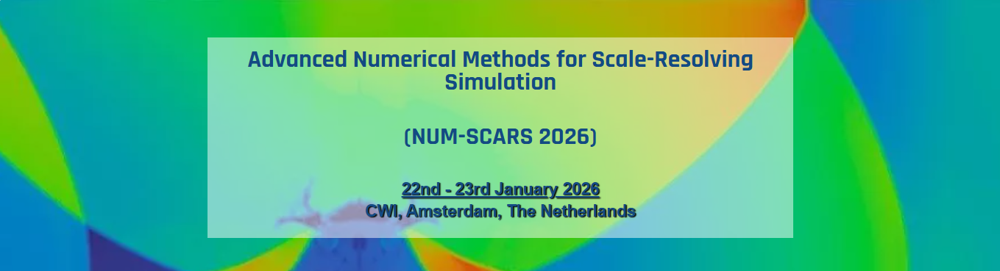 Advanced Numerical Methods for Scale-Resolving
Simulation
(NUM-SCARS 2026)
22nd - 23rd January 2026
CWI, Amsterdam, The Netherlands